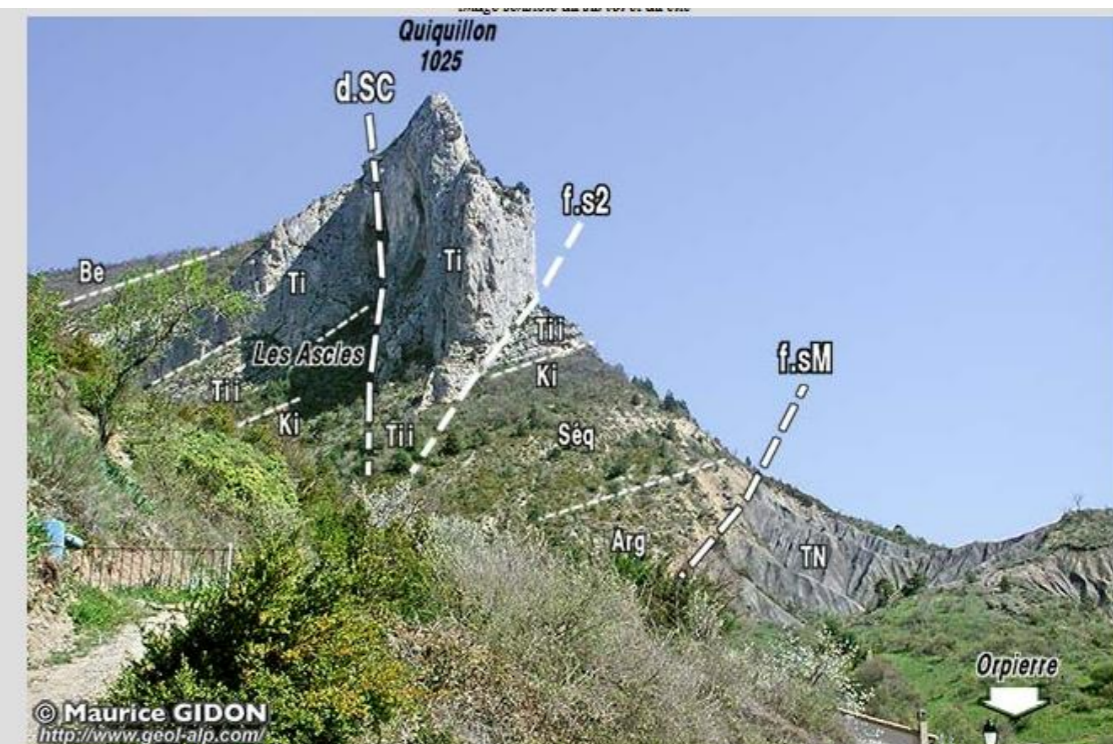 Quiquillon
1025
d.SC
f.s2
Be
Ti
Ti
Tii
Les Ascles
f.sM
Ki
Tii
Ki
Tii
Séq
Arg
TN
Orpierre
© Maurice GIDON
http://www.geol-alp.com/